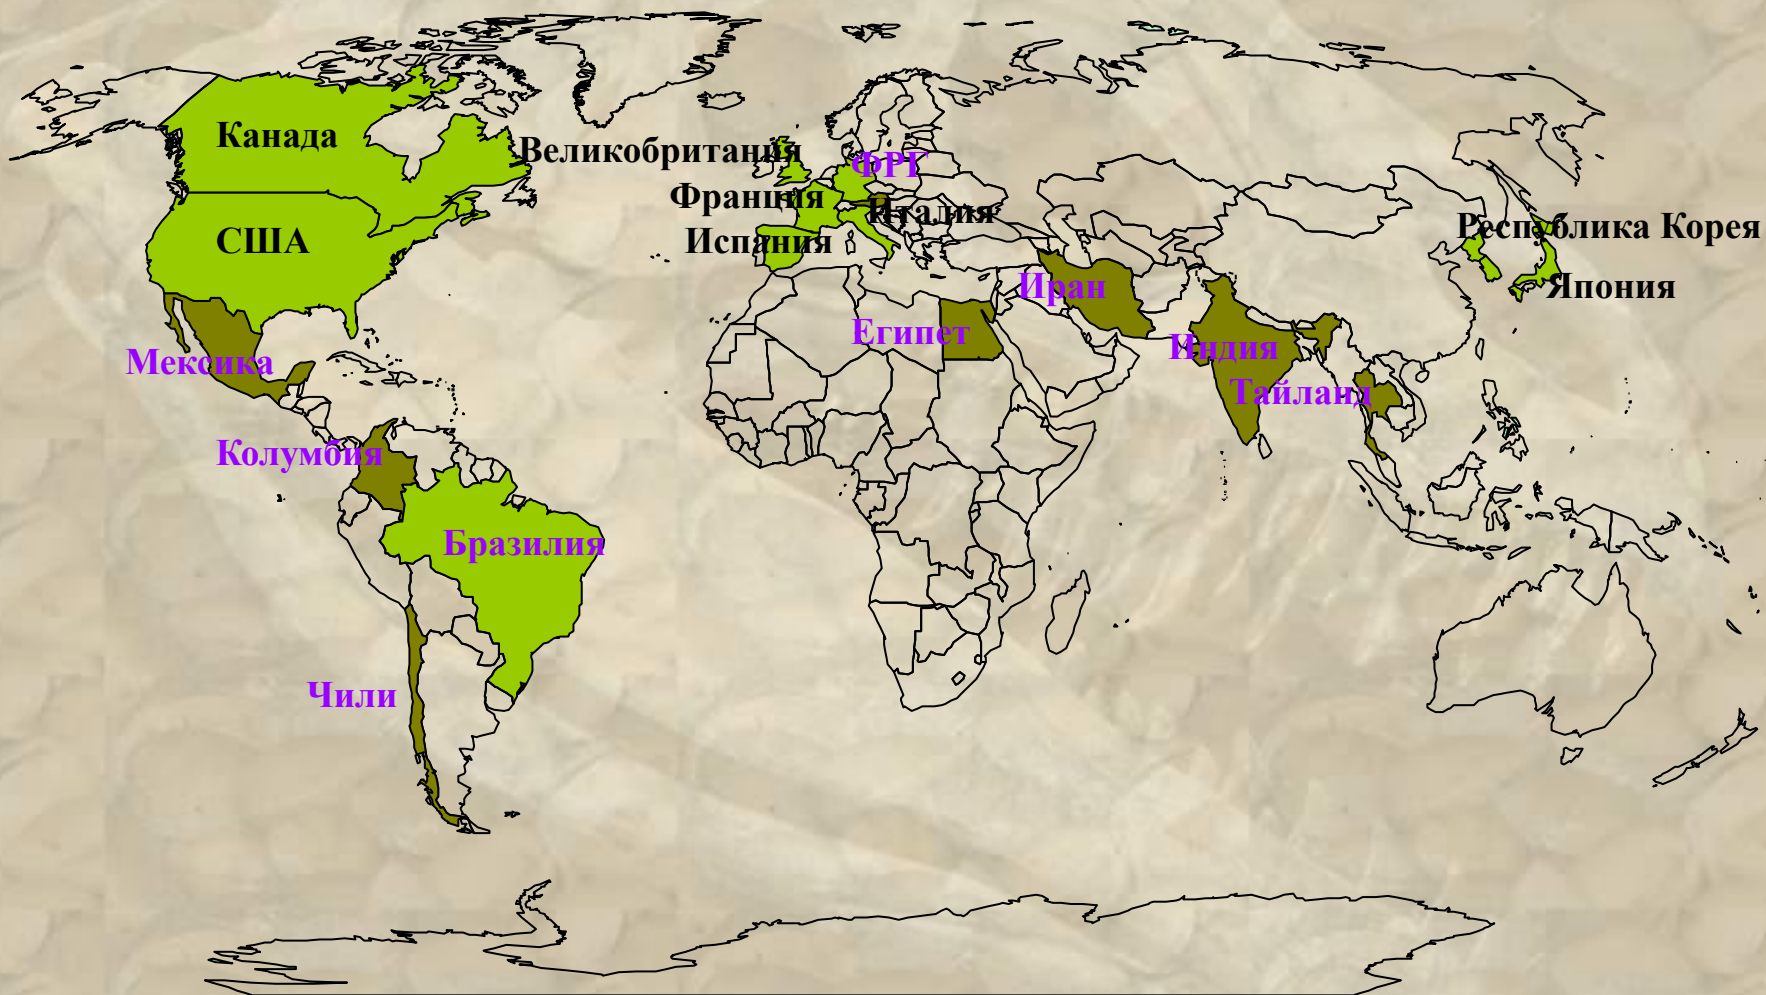 Канада
Великобритания
ФРГ
Франция
Италия
Испания
США
Республика Корея
Япония
Иран
Египет
Индия
Мексика
Тайланд
Колумбия
Бразилия
Чили